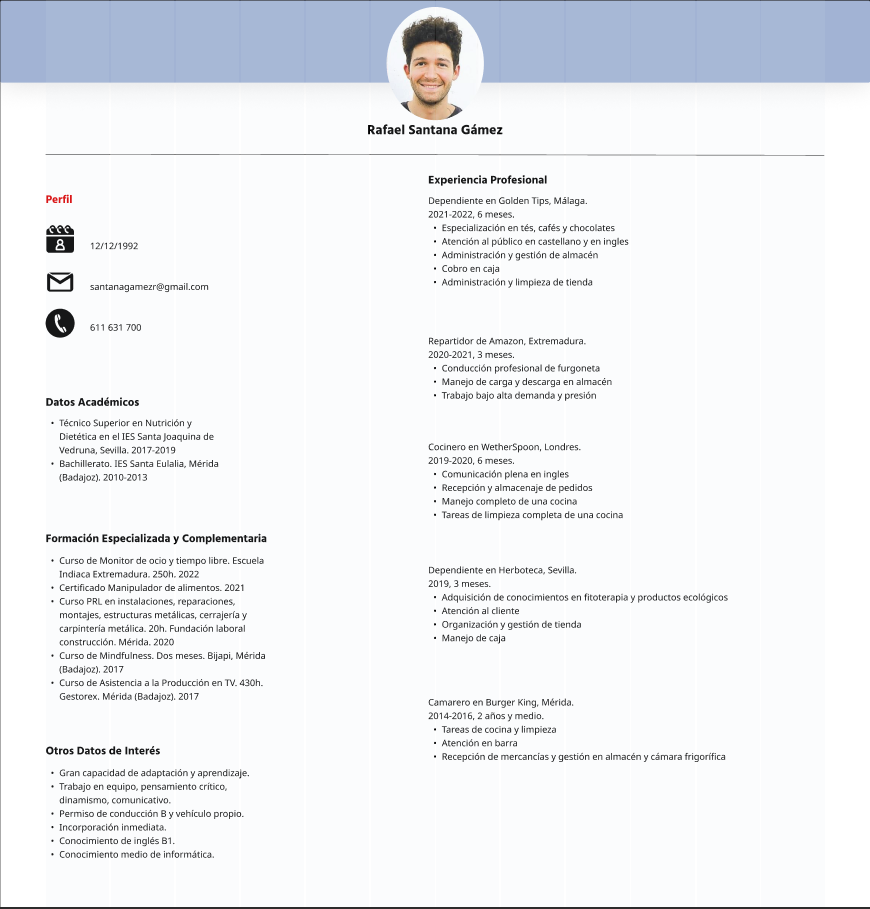 Rafael Santana Gámez
Perfil
12/12/1992
santanagamezr@gmail.com
611 631 700
Datos Académicos
• Técnico Superior en Nutrición y
Dietética en el IES Santa Joaquina de
Vedruna, Sevilla. 2017-2019
• Bachillerato. IES Santa Eulalia, Mérida
(Badajoz). 2010-2013
Formación Especializada y Complementaria
• Curso de Monitor de ocio y tiempo libre. Escuela
Indiaca Extremadura. 250h. 2022
• Certificado Manipulador de alimentos. 2021
• Curso PRL en instalaciones, reparaciones,
montajes, estructuras metálicas, cerrajería y
carpintería metálica. 20h. Fundación laboral
construcción. Mérida. 2020
• Curso de Mindfulness. Dos meses. Bijapi, Mérida
(Badajoz). 2017
• Curso de Asistencia a la Producción en TV. 430h.
Gestorex. Mérida (Badajoz). 2017
Otros Datos de Interés
• Gran capacidad de adaptación y aprendizaje.
• Trabajo en equipo, pensamiento crítico,
dinamismo, comunicativo.
• Permiso de conducción B y vehículo propio.
• Incorporación inmediata.
• Conocimiento de inglés B1.
• Conocimiento medio de informática.
Experiencia Profesional
Dependiente en Golden Tips, Málaga.
2021-2022, 6 meses.
• Especialización en tés, cafés y chocolates
• Atención al público en castellano y en ingles
• Administración y gestión de almacén
• Cobro en caja
• Administración y limpieza de tienda
Repartidor de Amazon, Extremadura.
2020-2021, 3 meses.
• Conducción profesional de furgoneta
• Manejo de carga y descarga en almacén
• Trabajo bajo alta demanda y presión
Cocinero en WetherSpoon, Londres.
2019-2020, 6 meses.
• Comunicación plena en ingles
• Recepción y almacenaje de pedidos
• Manejo completo de una cocina
• Tareas de limpieza completa de una cocina
Dependiente en Herboteca, Sevilla.
2019, 3 meses.
• Adquisición de conocimientos en fitoterapia y productos ecológicos
• Atención al cliente
• Organización y gestión de tienda
• Manejo de caja
Camarero en Burger King, Mérida.
2014-2016, 2 años y medio.
• Tareas de cocina y limpieza
• Atención en barra
• Recepción de mercancías y gestión en almacén y cámara frigorífica